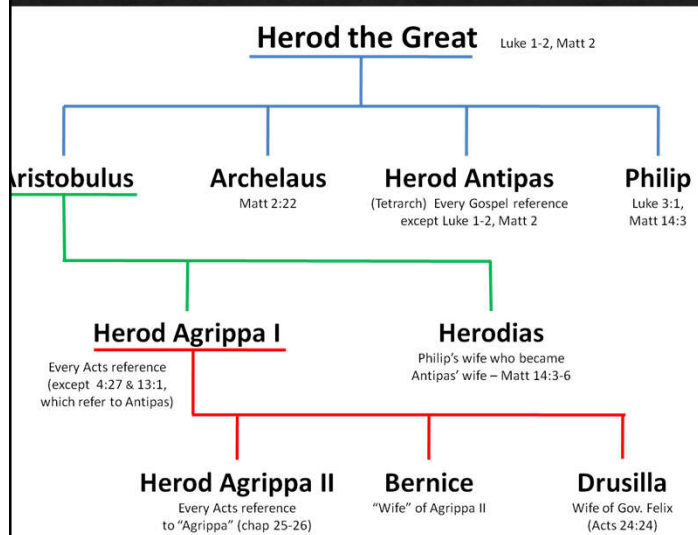 Herod the Great
Luke 1-2, Matt 2
Aristobulus
Archelaus
Matt 2:22
Herod Antipas
(Tetrarch) Every Gospel reference
except Luke 1-2, Matt 2
Philip
Luke 3:1,
Matt 14:3
Herod Agrippa I
Every Acts reference
(except 4:27 & 13:1,
which refer to Antipas)
Herodias
Philip's wife who became
Antipas' wife – Matt 14:3-6
Herod Agrippa II
Every Acts reference
to "Agrippa" (chap 25-26)
Bernice
"Wife" of Agrippa II
Drusilla
Wife of Gov. Felix
(Acts 24:24)